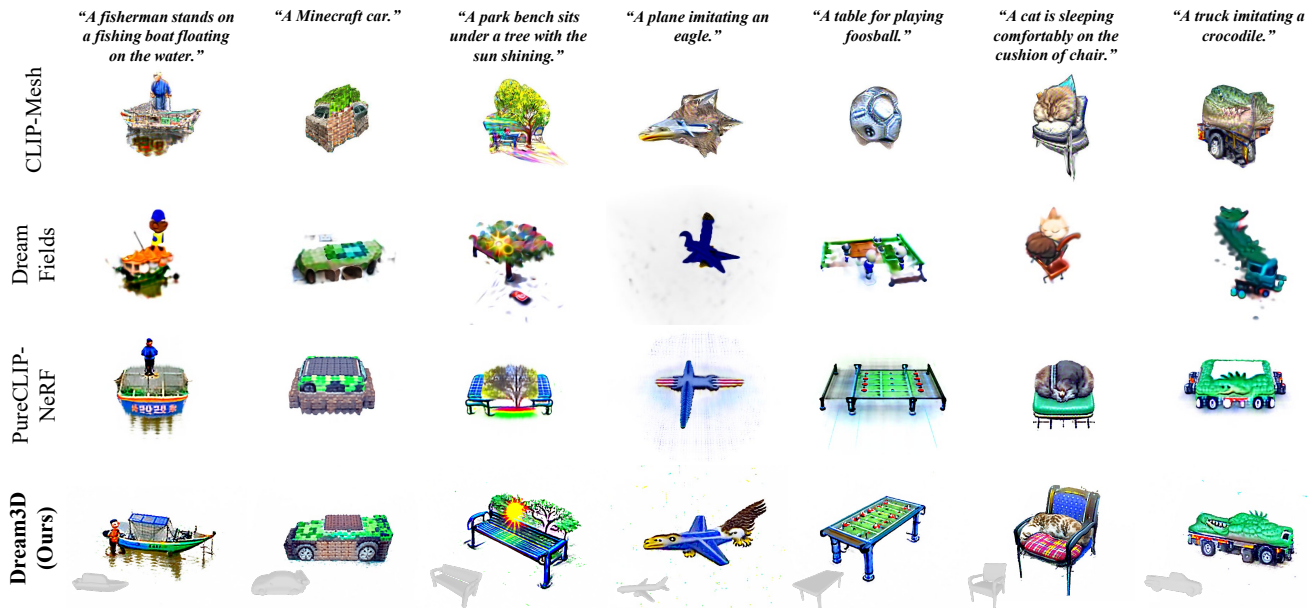 “A fisherman stands on
a fishing boat floating
on the water.”
“A Minecraft car.”
“A park bench sits
under a tree with the
sun shining.”
“A plane imitating an
eagle.”
“A table for playing
foosball.”
“A cat is sleeping
comfortably on the
cushion of chair.”
“A truck imitating a
crocodile.”
CLIP-Mesh
Dream
Fields
PureCLIP-
NeRF
Dream3D
(Ours)